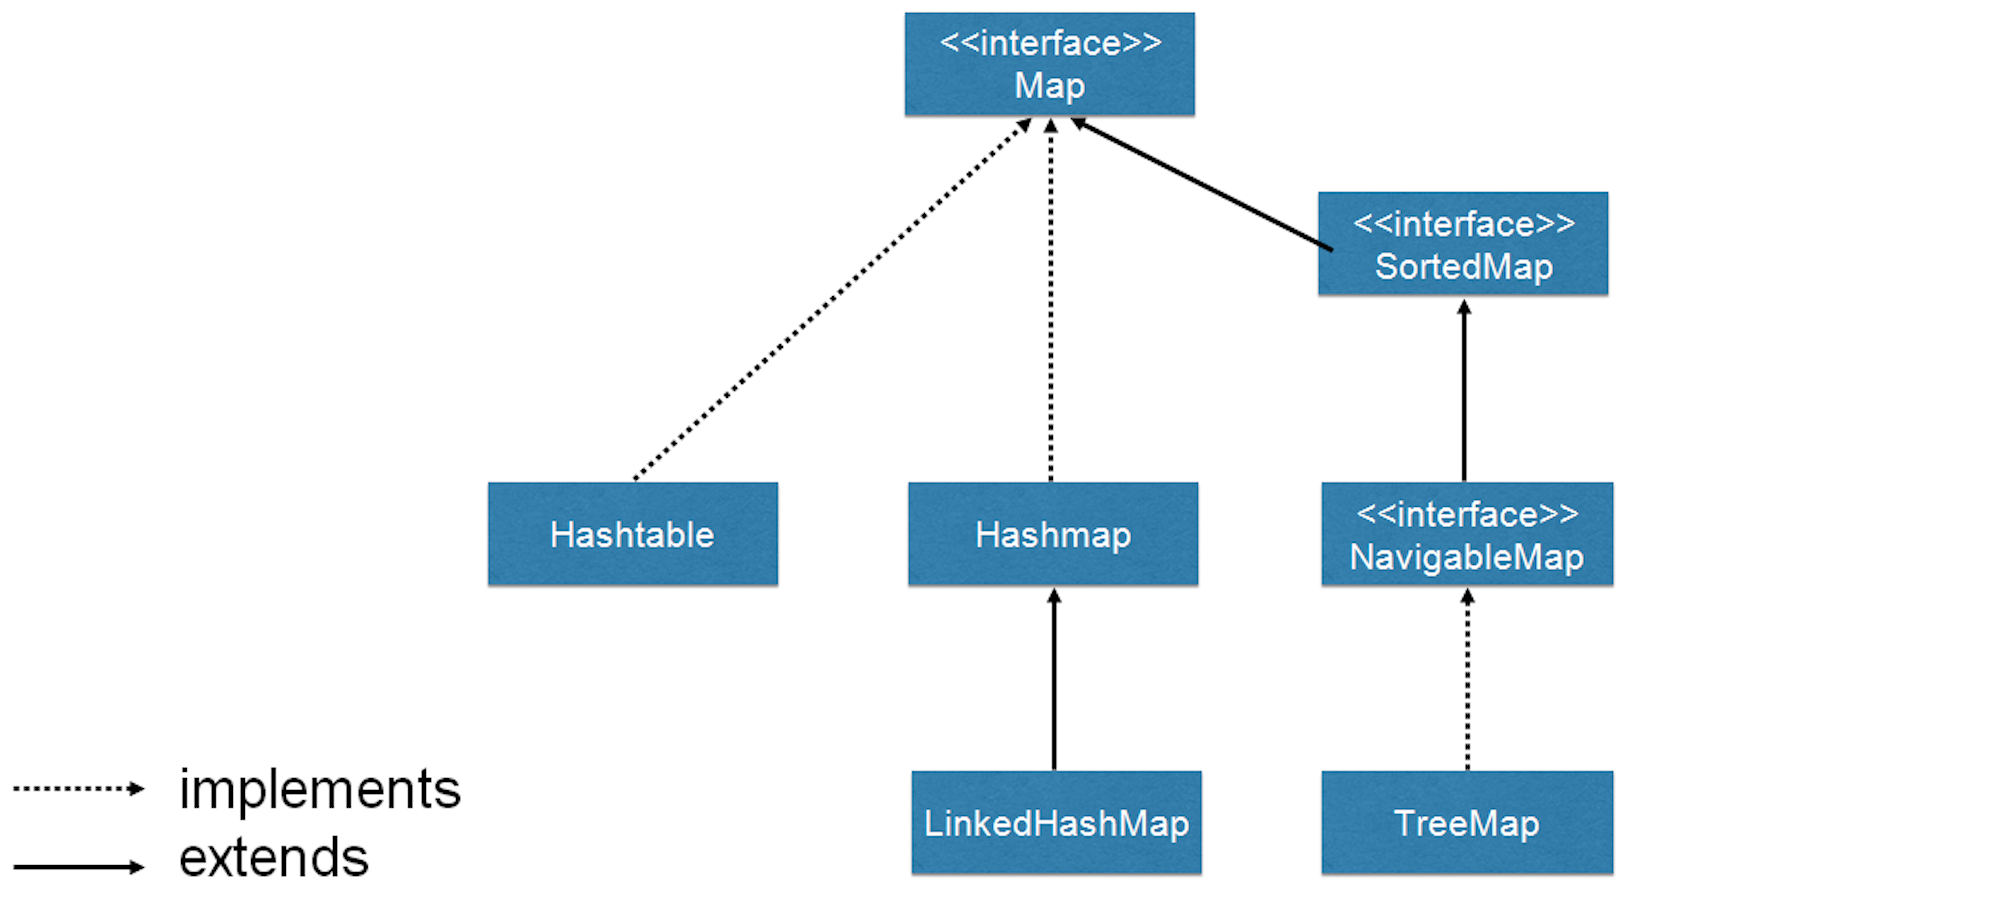 <<interface>>
Map
<<interface>>
SortedMap
Hashtable
Hashmap
<<interface>>
NavigableMap
LinkedHashMap
TreeMap
implements
extends